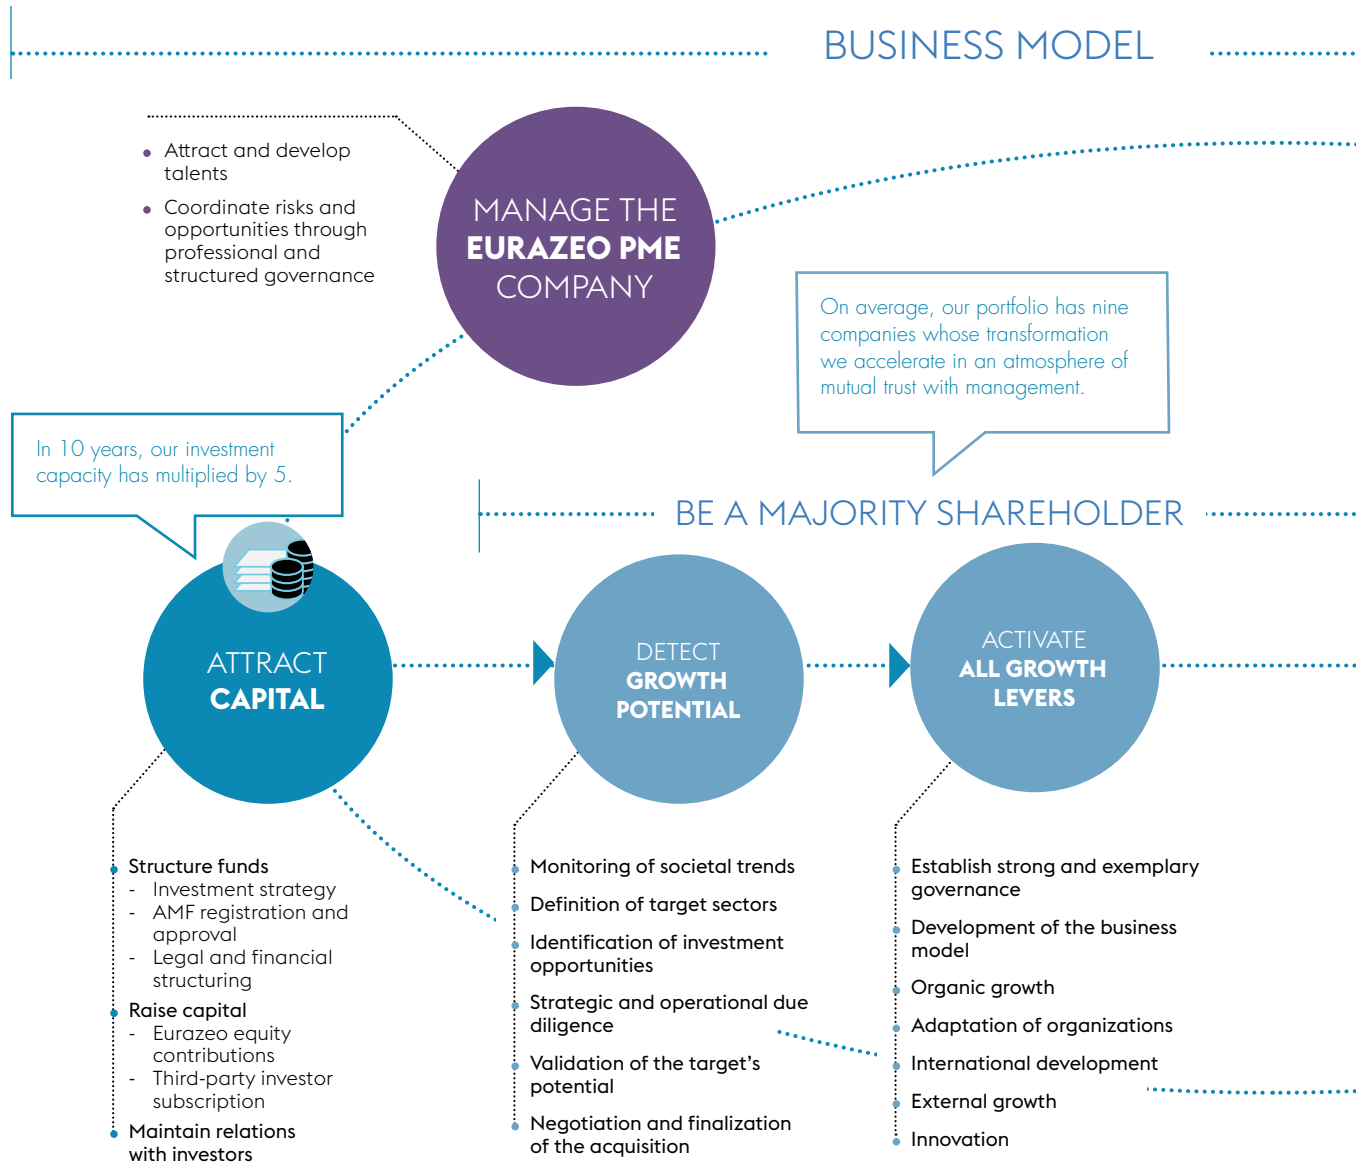 BUSINESS MODEL
• Attract and develop
talents
• Coordinate risks and
opportunities through
professional and
structured governance
MANAGE THE
EURAZEO PME
COMPANY
On average, our portfolio has nine
companies whose transformation
we accelerate in an atmosphere of
mutual trust with management.
In 10 years, our investment
capacity has multiplied by 5.
BE A MAJORITY SHAREHOLDER
ATTRACT
CAPITAL
DETECT
GROWTH
POTENTIAL
ACTIVATE
ALL GROWTH
LEVERS
• Structure funds
- Investment strategy
- AMF registration and
approval
- Legal and financial
structuring
• Raise capital
- Eurazeo equity
contributions
- Third-party investor
subscription
• Maintain relations
with investors
• Monitoring of societal trends
• Definition of target sectors
• Identification of investment
opportunities
• Strategic and operational due
diligence
• Validation of the target's
potential
• Negotiation and finalization
of the acquisition
• Establish strong and exemplary
governance
• Development of the business
model
• Organic growth
• Adaptation of organizations
• International development
• External growth
• Innovation